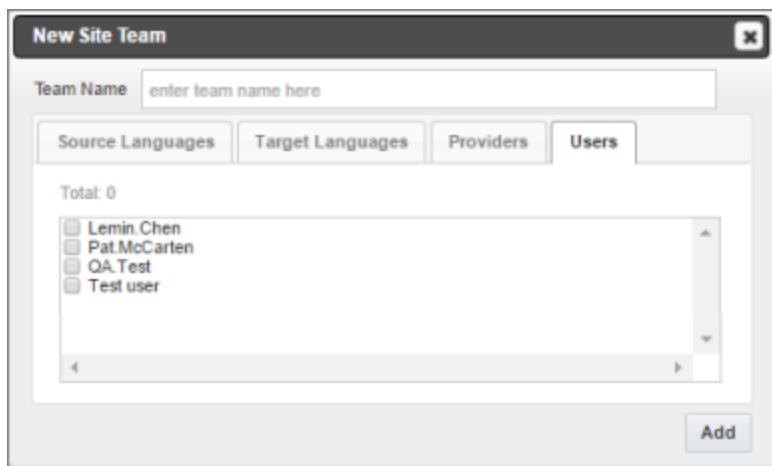 New Site Team
Team Name enter team name here
Source Languages Target Languages Providers Users
Total: 0
Lemin.Chen
Pat.McCarten
QA.Test
Test user
Add